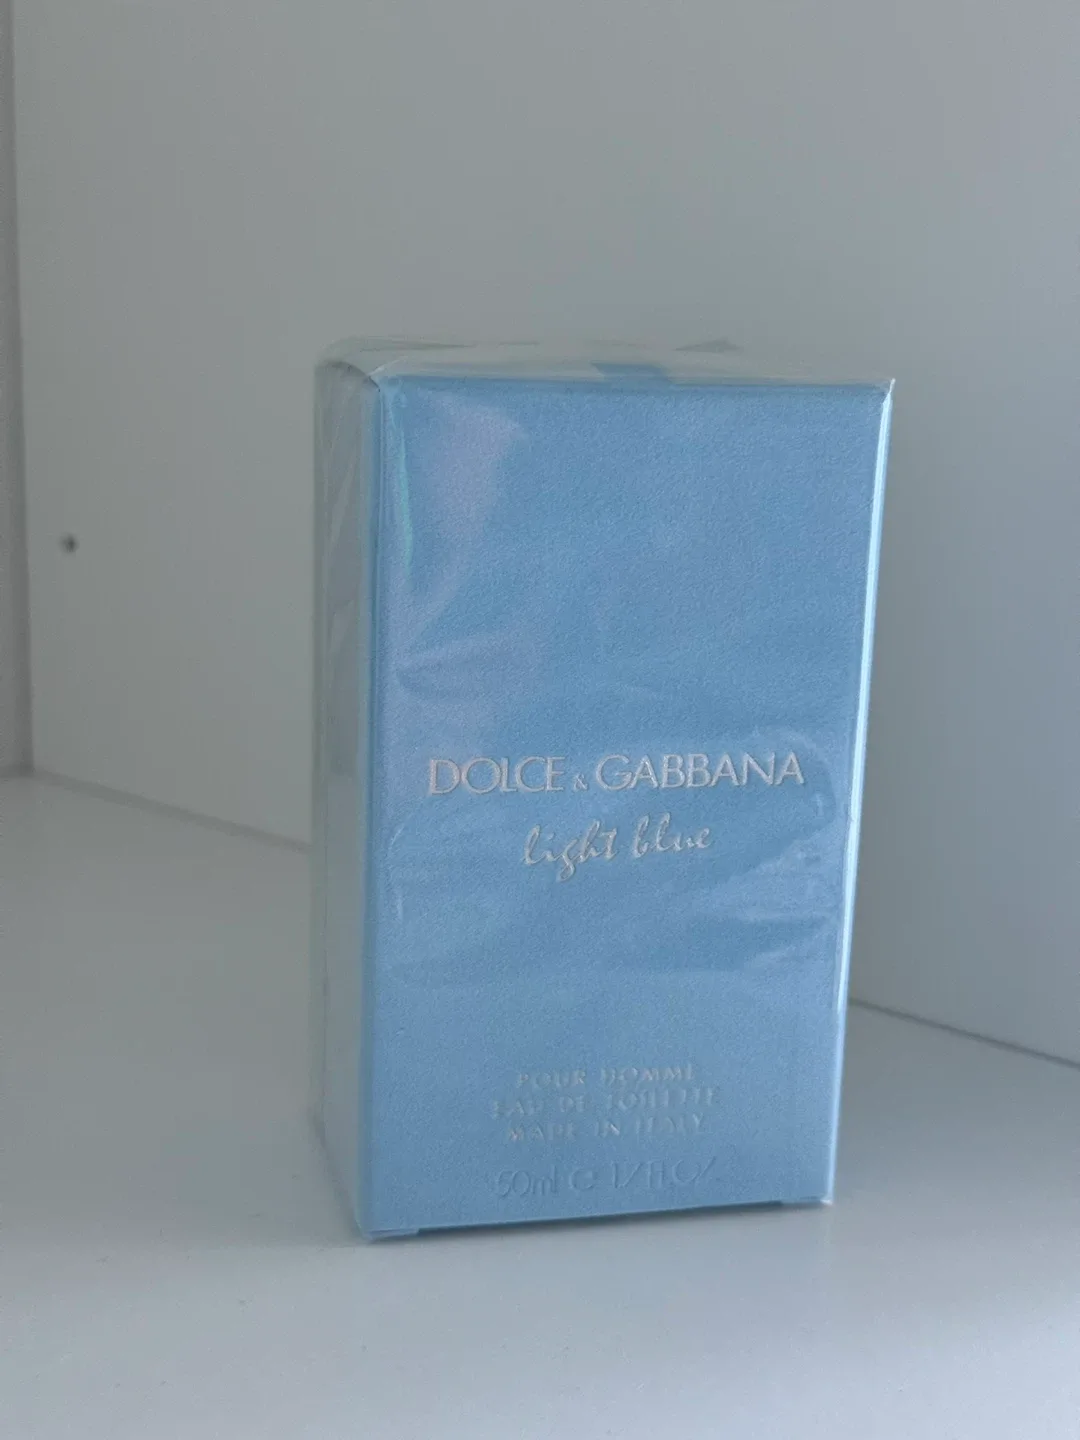 DOLCE & GABBANA
light blue
POUR HOMME
EAU DE TOILETTE
MADE IN ITALY
50ml ℮ 1.7 FL.OZ.